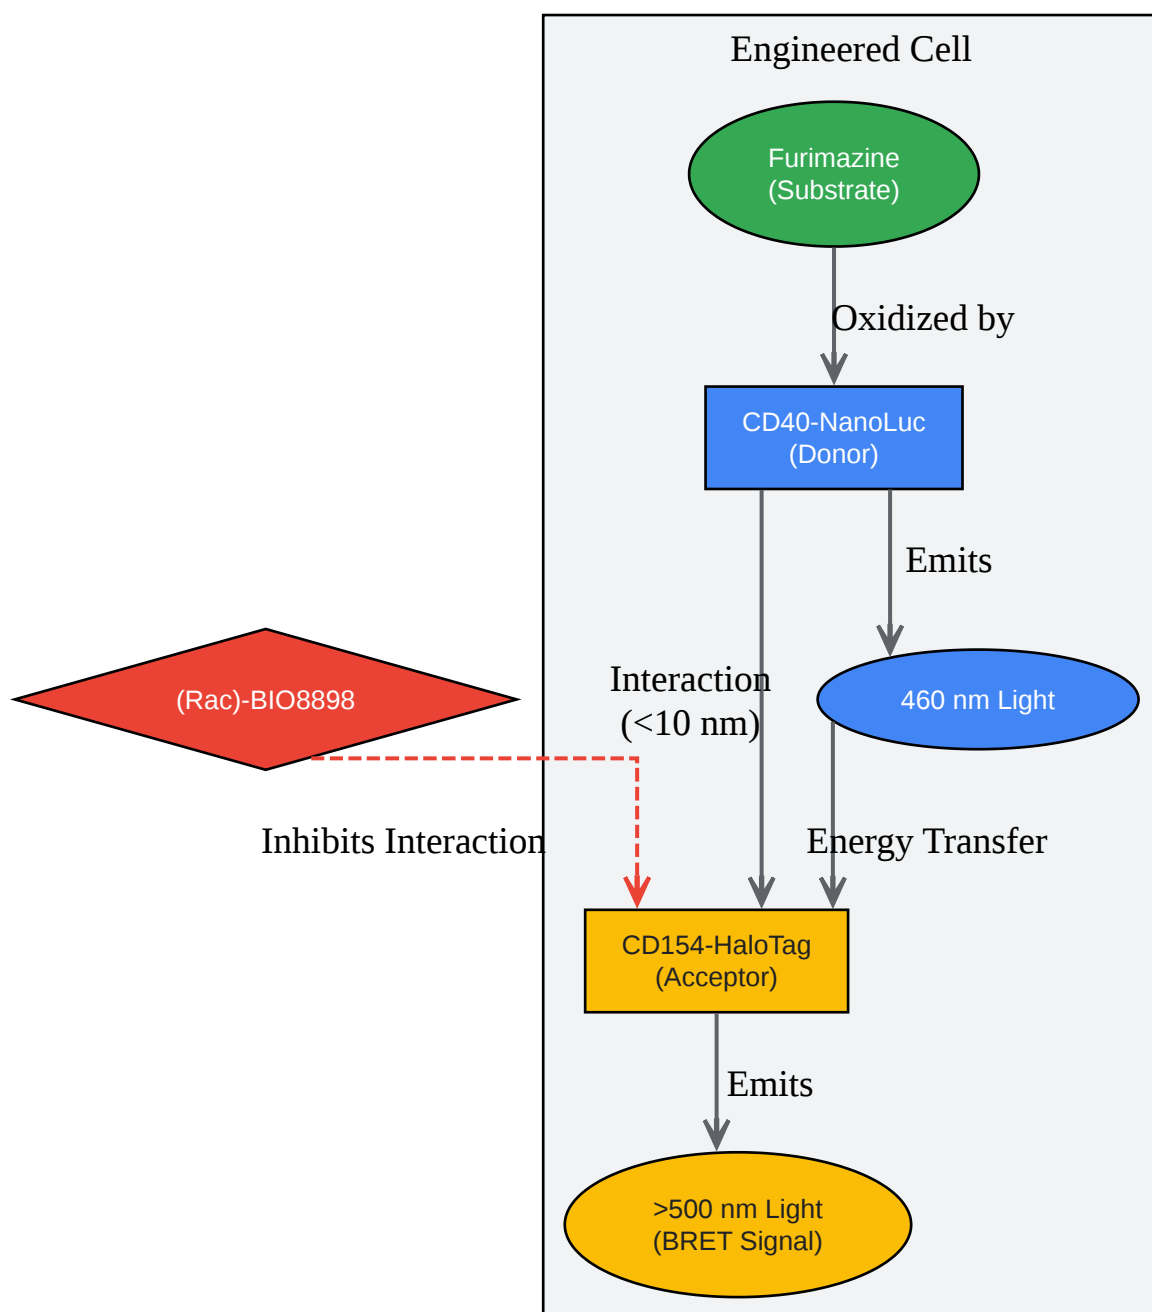 Engineered Cell
Furimazine
(Substrate)
Oxidized by
CD40-NanoLuc
(Donor)
Emits
Interaction
(<10 nm)
460 nm Light
(Rac)-BIO8898
Inhibits Interaction
Energy Transfer
CD154-HaloTag
(Acceptor)
Emits
>500 nm Light
(BRET Signal)